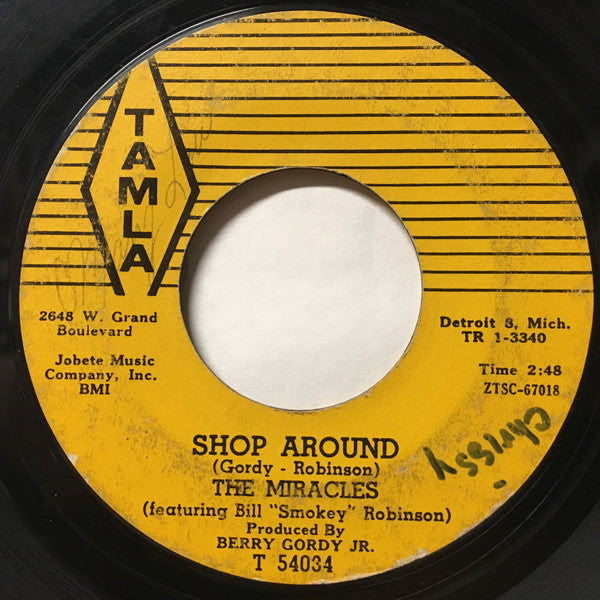 TAMLA
2648 W. Grand
Boulevard
Jobete Music
Company, Inc.
BMI
Detroit 8, Mich.
TR 1-3340
Time 2:48
ZTSC-67018
chrissy
SHOP AROUND
(Gordy - Robinson)
THE MIRACLES
(featuring Bill "Smokey" Robinson)
Produced By
BERRY GORDY JR.
T 54034